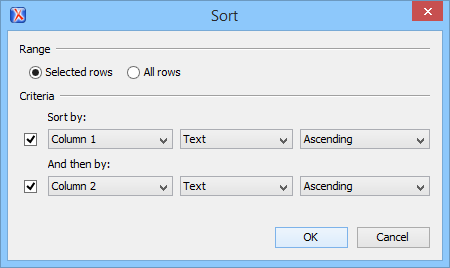 Sort
Range
Selected rows All rows
Criteria
Sort by:
Column 1 Text Ascending
And then by:
Column 2 Text Ascending
OK Cancel